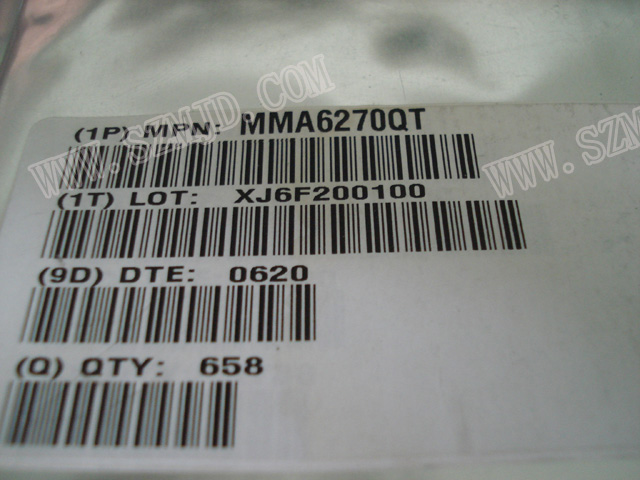 WWW.SZMJD.COM
(1P) MPN: MMA6270QT
WWW.SZM
(1T) LOT: XJ6F200100
(9D) DTE: 0620
(Q) QTY: 658